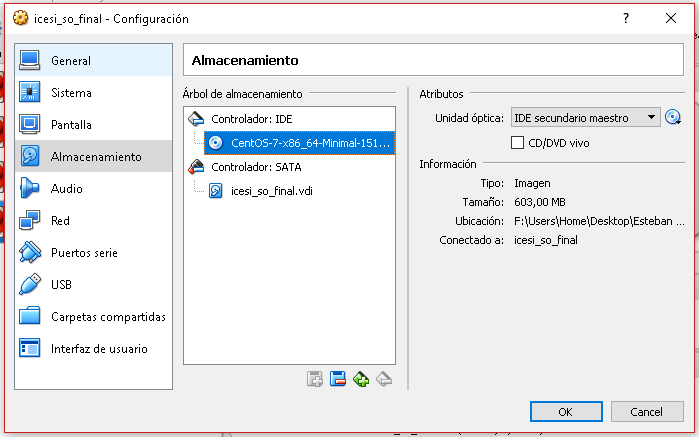 icesi_so_final - Configuración
General
Sistema
Pantalla
Almacenamiento
Audio
Red
Puertos serie
USB
Carpetas compartidas
Interfaz de usuario
Almacenamiento
Árbol de almacenamiento
Controlador: IDE
CentOS-7-x86_64-Minimal-151...
Controlador: SATA
icesi_so_final.vdi
Atributos
Unidad óptica: IDE secundario maestro
CD/DVD vivo
Información
Tipo: Imagen
Tamaño: 603,00 MB
Ubicación: F:\Users\Home\Desktop\Esteban ...
Conectado a: icesi_so_final
OK Cancel